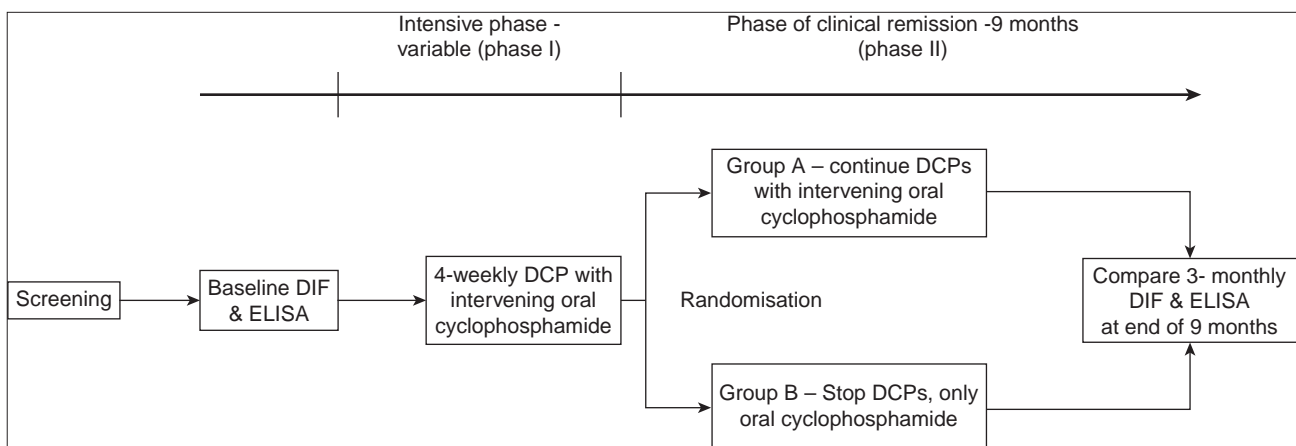 Intensive phase -
variable (phase I)
Phase of clinical remission -9 months
(phase II)
Group A – continue DCPs
with intervening oral
cyclophosphamide
Screening
Baseline DIF
& ELISA
4-weekly DCP with
intervening oral
cyclophosphamide
Randomisation
Compare 3- monthly
DIF & ELISA
at end of 9 months
Group B – Stop DCPs, only
oral cyclophosphamide